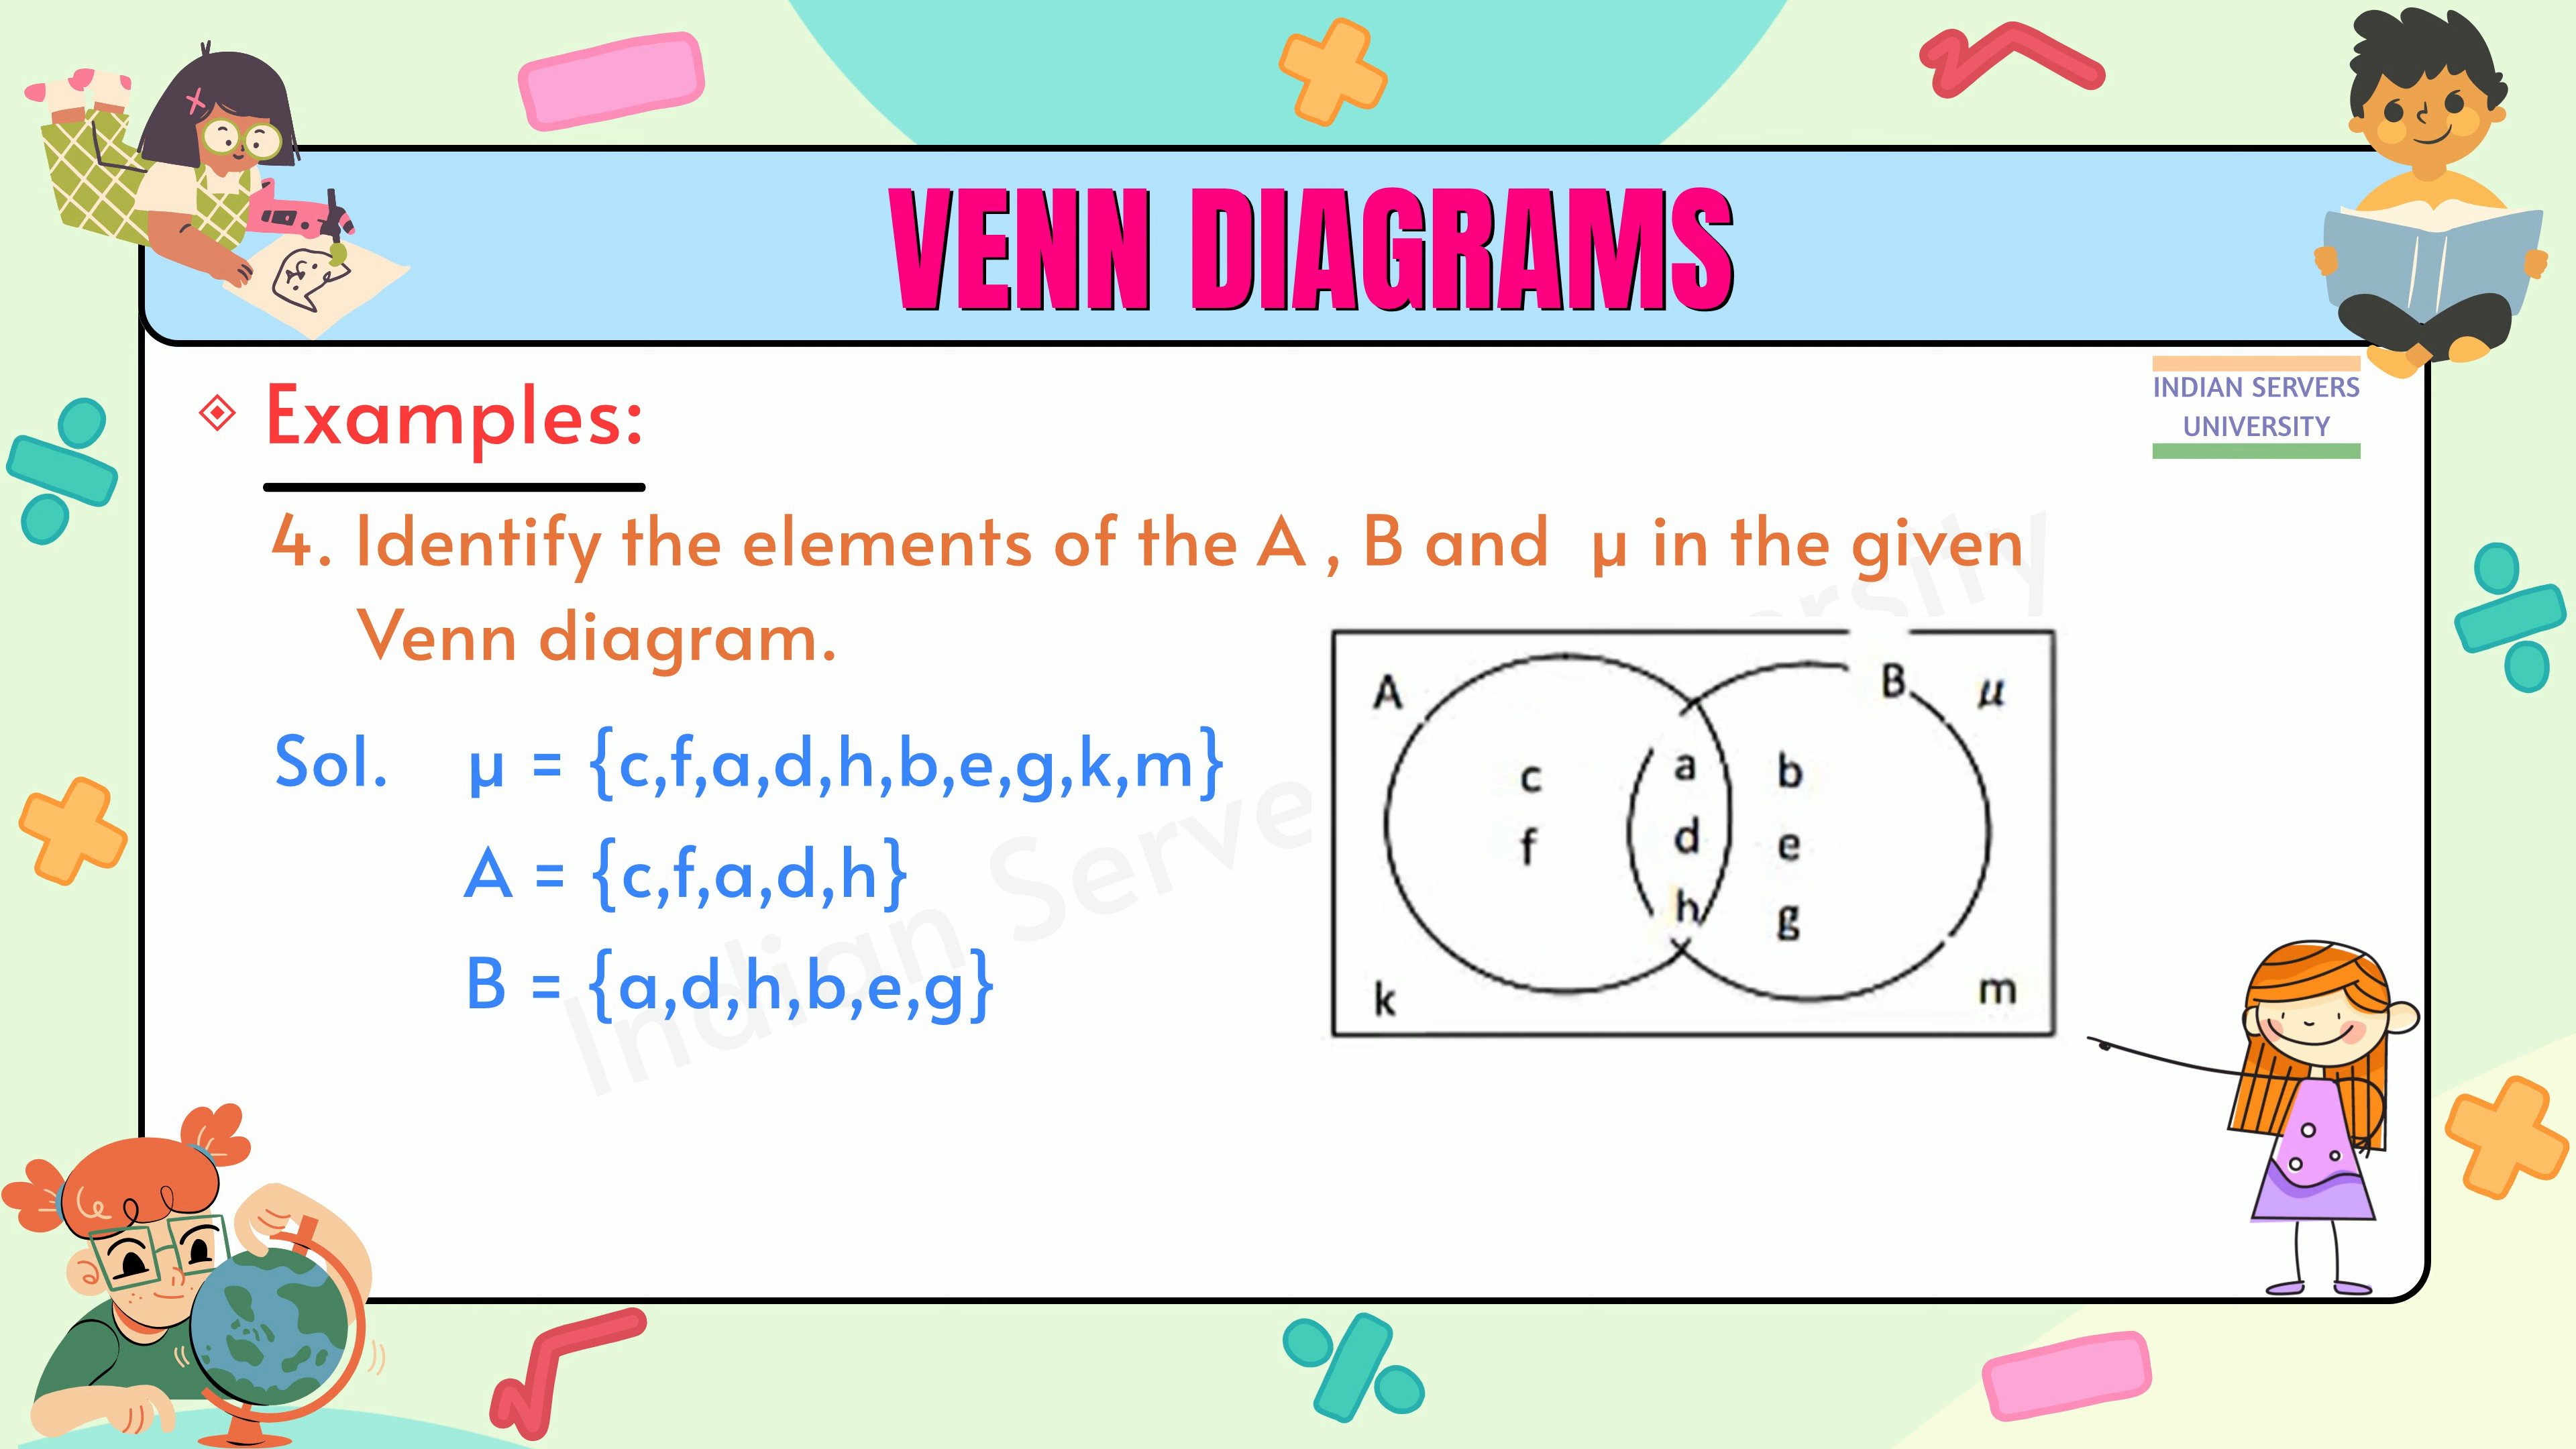 VENN DIAGRAMS
INDIAN SERVERS
UNIVERSITY
Examples:
4. Identify the elements of the A , B and μ in the given
Venn diagram.
Sol. μ = {c,f,a,d,h,b,e,g,k,m}
A = {c,f,a,d,h}
B = {a,d,h,b,e,g}
A B μ
a b
c
d e
f
h g
k m